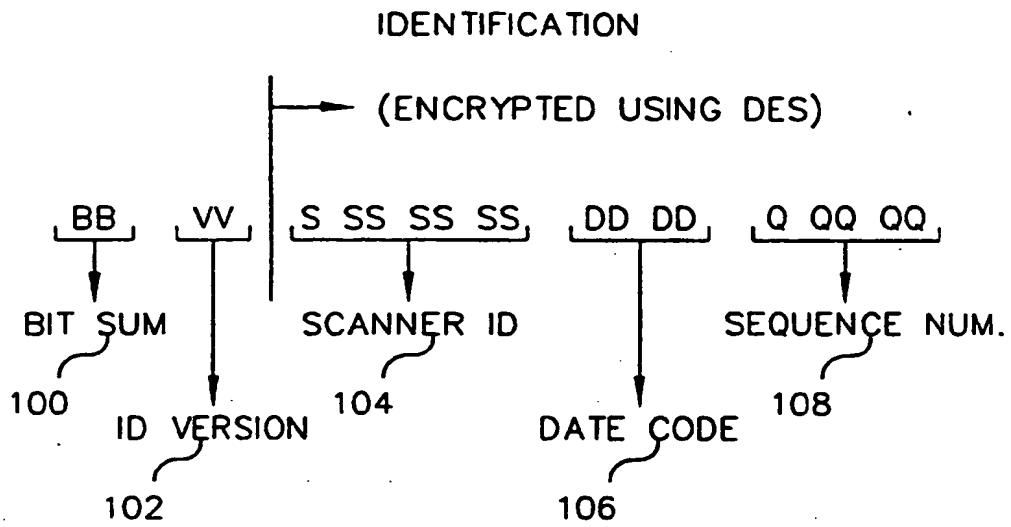 IDENTIFICATION
(ENCRYPTED USING DES)
BB VV S SS SS SS DD DD Q QQ QQ
BIT SUM SCANNER ID SEQUENCE NUM.
100 104 108
ID VERSION DATE CODE
102 106